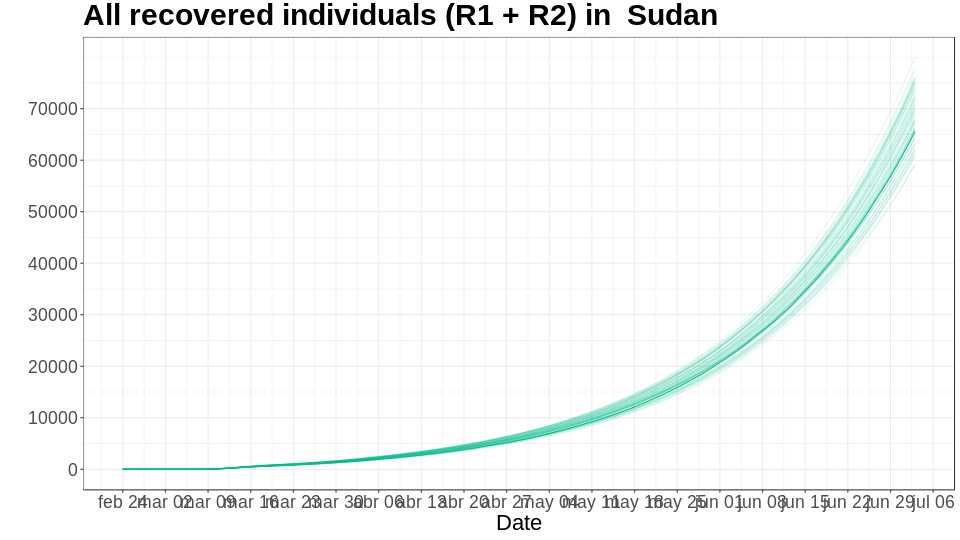 All recovered individuals (R1 + R2) in  Sudan
70000
60000
50000
40000
30000
20000
10000
0
feb 24 mar 02 mar 09 mar 16 mar 23 mar 30 abr 06 abr 13 abr 20 abr 27 may 04 may 11 may 18 may 25 jun 01 jun 08 jun 15 jun 22 jun 29 jul 06
Date